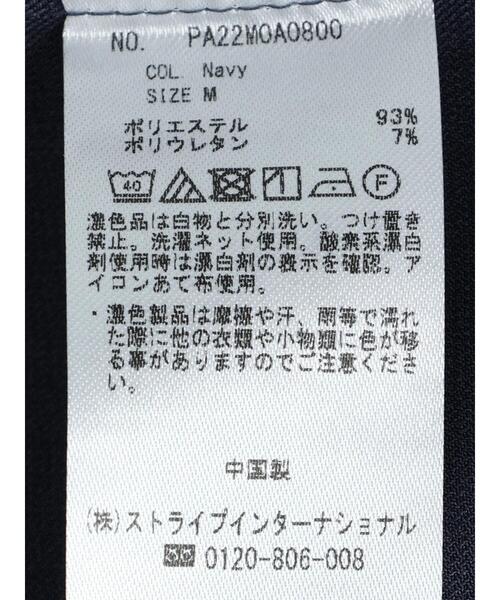 NO. PA22M0A0800
COL. Navy
SIZE M
ポリエステル 93%
ポリウレタン 7%
40 F
濃色品は白物と分別洗い。つけ置き
禁止。洗濯ネット使用。酸素系漂白
剤使用時は漂白剤の表示を確認。ア
イロンあて布使用。
・濃色製品は摩擦や汗、雨等で濡れ
た際に他の衣類や小物類に色が移
る事がありますのでご注意くださ
い。
中国製
(株)ストライプインターナショナル
0120-806-008